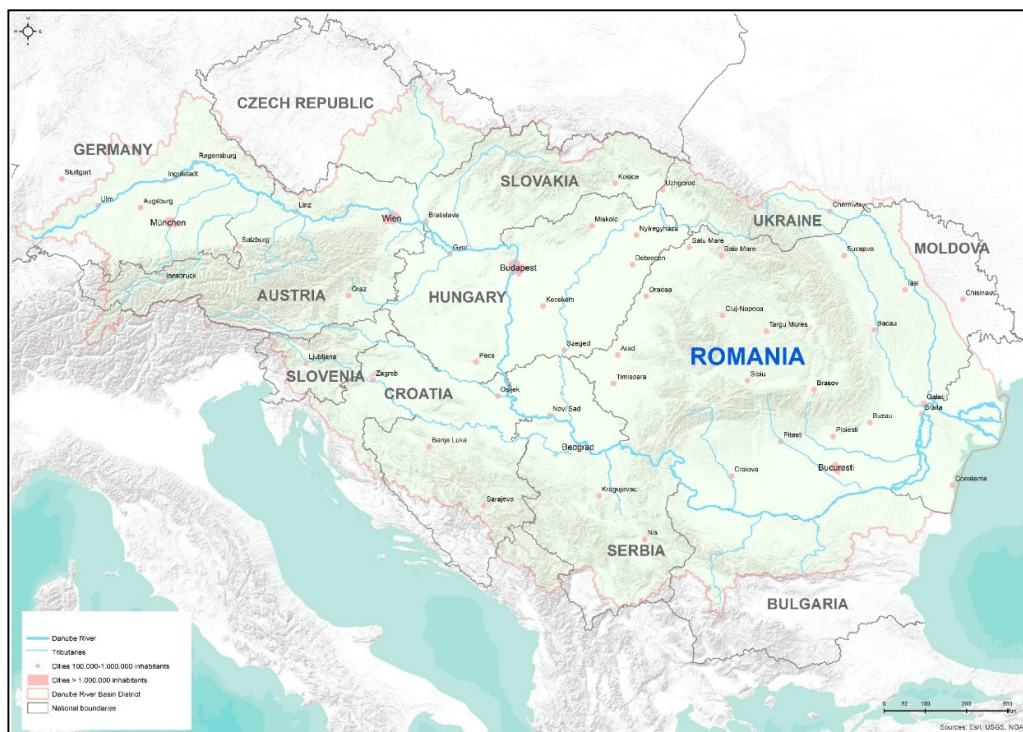 CZECH REPUBLIC
GERMANY
Stuttgart
Regensburg
Ingolstadt
Ulm
Augsburg
München
Linz
Wien
Salzburg
Innsbruck
AUSTRIA
Graz
SLOVAKIA
Kosice
Uzhgorod
Bratislava
Gyor
Miskolc
Nyiregyhaza
Budapest
Debrecen
HUNGARY
Kecskem
Szeged
Pecs
UKRAINE
Chernivtsi
MOLDOVA
Chisinau
Satu Mare
Baia Mare
Suceava
Oradea
Iasi
Cluj-Napoca
Targu Mures
Bacau
ROMANIA
Arad
Timisoara
Sibiu
Brasov
Galati
Braila
Buzau
Ploiesti
Pitesti
Bucuresti
Craiova
Constanta
Ljubljana
SLOVENIA
Zagreb
CROATIA
Osijek
Novi Sad
Beograd
Banja Luka
Sarajevo
Kragujevac
Nis
SERBIA
BULGARIA
Danube River
Tributaries
Cities 100.000-1.000.000 inhabitants
Cities > 1.000.000 inhabitants
Danube River Basin District
National boundaries
0 50 100 200 300
Km
Sources: Esri, USGS, NOA